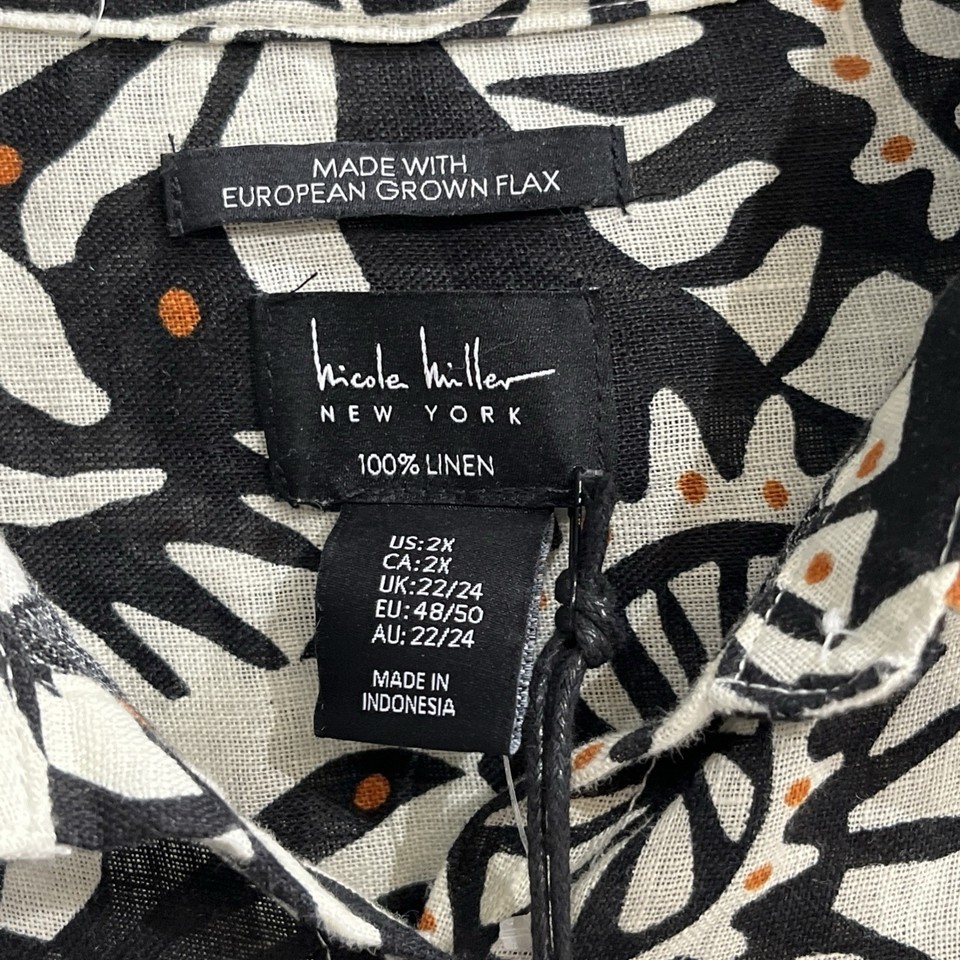 MADE WITH
EUROPEAN GROWN FLAX
nicole miller
NEW YORK
100% LINEN
US: 2X
CA: 2X
UK: 22/24
EU: 48/50
AU: 22/24
MADE IN
INDONESIA